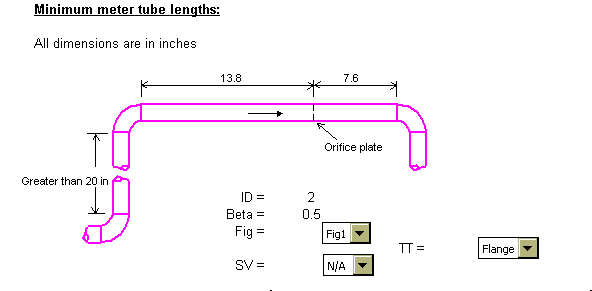 Minimum meter tube lengths:
All dimensions are in inches
13.8
7.6
Orifice plate
Greater than 20 in
ID = 2
Beta = 0.5
Fig = Fig1
TT = Flange
SV = N/A